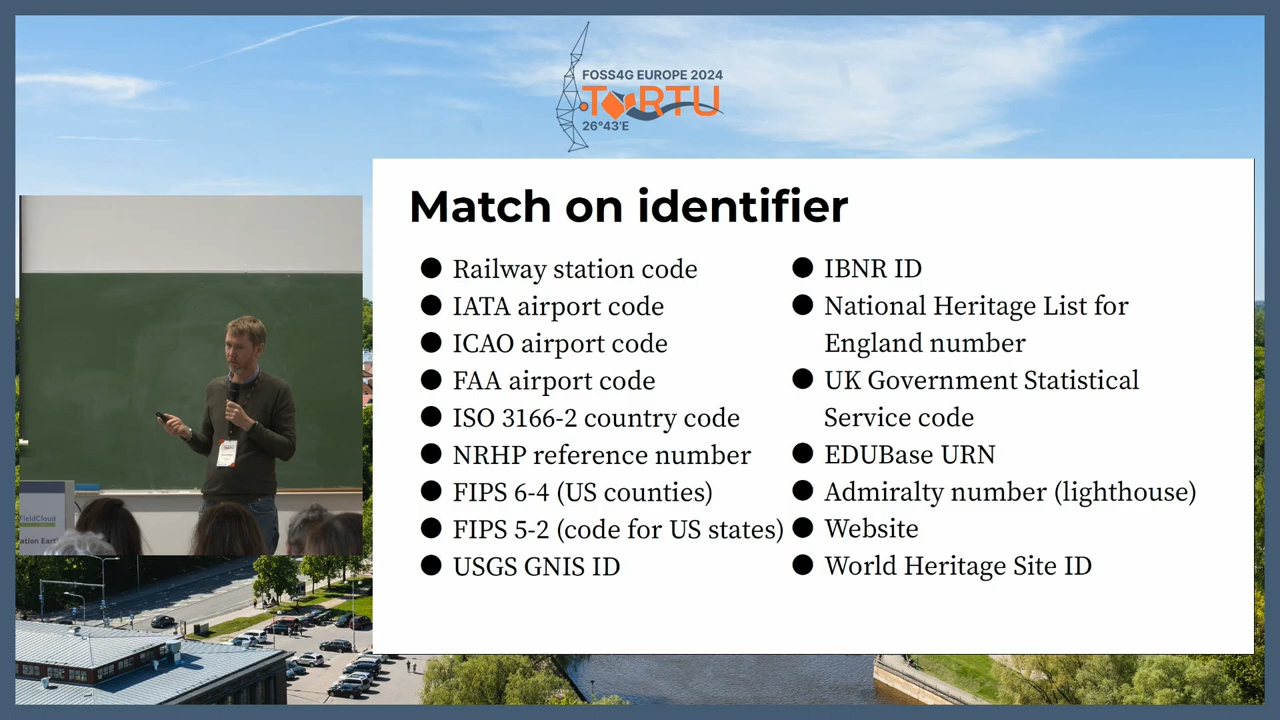 FOSS4G EUROPE 2024
TARTU
26°43'E
Match on identifier
● Railway station code
● IATA airport code
● ICAO airport code
● FAA airport code
● ISO 3166-2 country code
● NRHP reference number
● FIPS 6-4 (US counties)
● FIPS 5-2 (code for US states)
● USGS GNIS ID
● IBNR ID
● National Heritage List for
England number
● UK Government Statistical
Service code
● EDUBase URN
● Admiralty number (lighthouse)
● Website
● World Heritage Site ID
FieldCloud